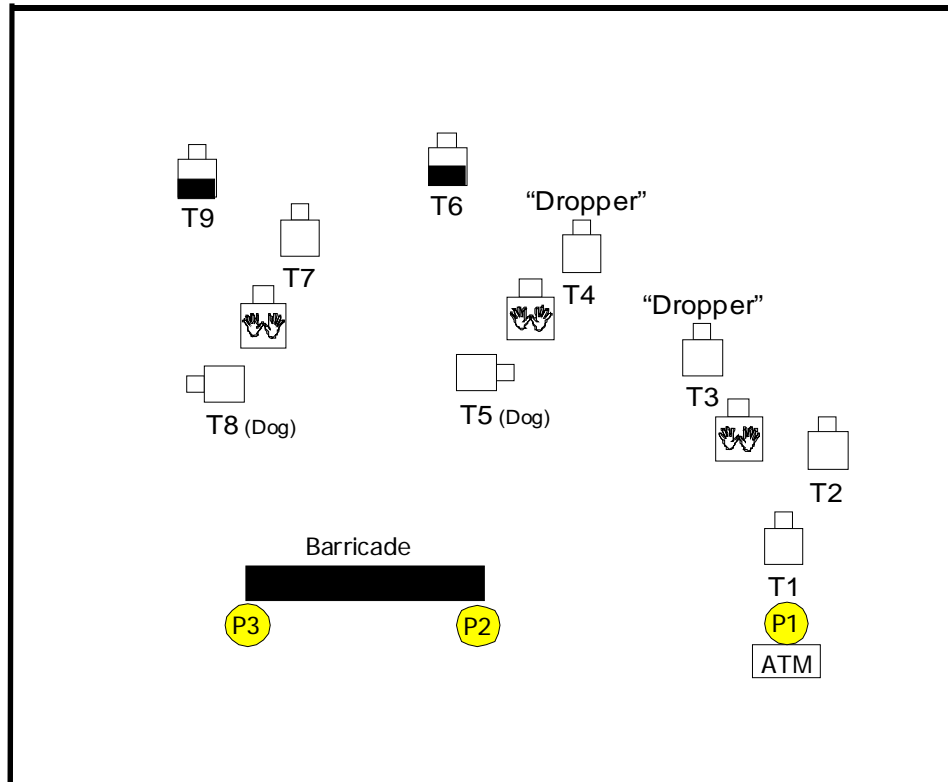 T9
T6
“Dropper”
T7
T4
“Dropper”
T8 (Dog)
T5 (Dog)
T3
T2
Barricade
T1
P3
P2
P1
ATM